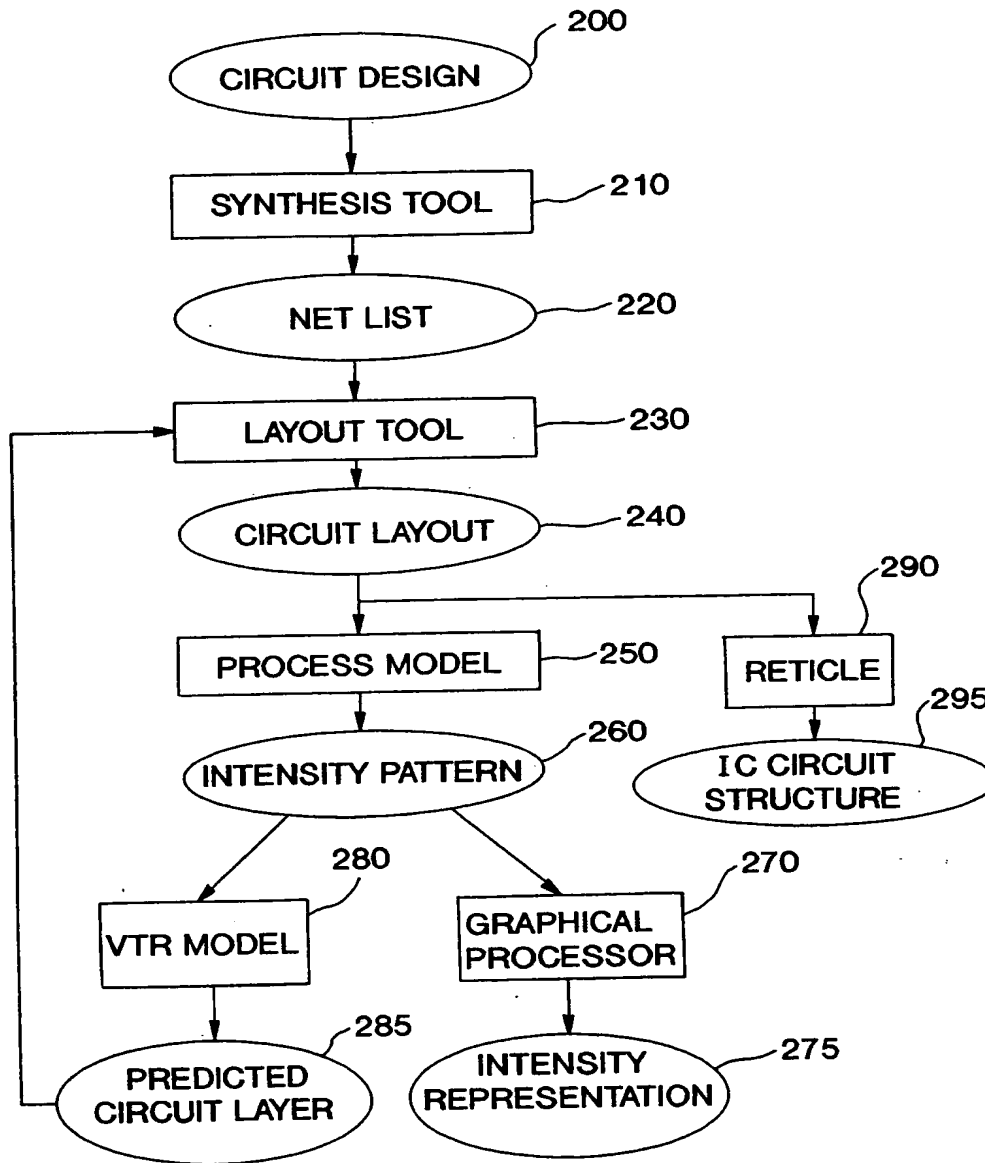 200
CIRCUIT DESIGN
SYNTHESIS TOOL
210
NET LIST
220
LAYOUT TOOL
230
CIRCUIT LAYOUT
240
290
PROCESS MODEL
250
RETICLE
295
260
INTENSITY PATTERN
IC CIRCUIT
STRUCTURE
280
270
VTR MODEL
GRAPHICAL
PROCESSOR
285
PREDICTED
CIRCUIT LAYER
INTENSITY
REPRESENTATION
275